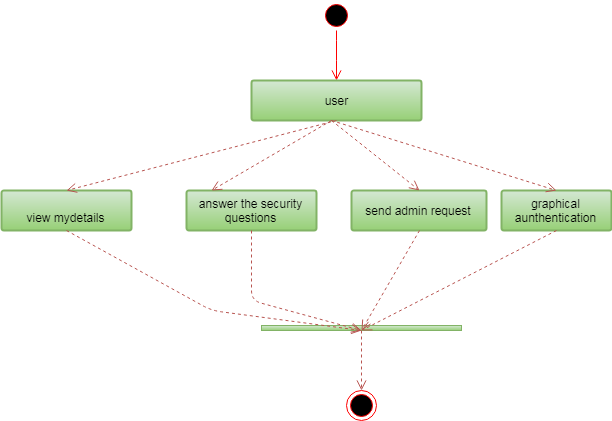 user
view mydetails
answer the security
questions
send admin request
graphical
aunthentication